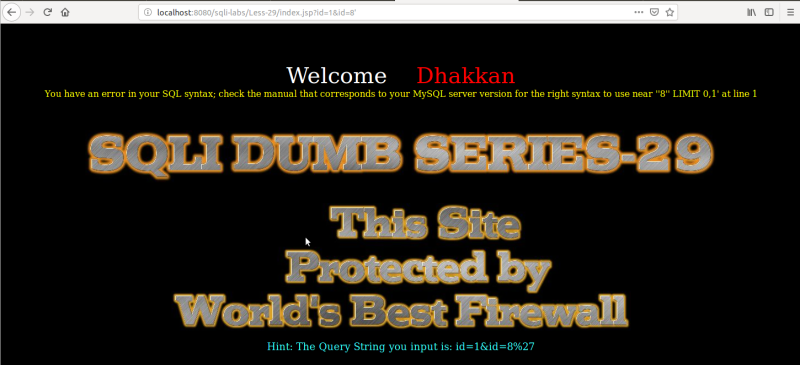 localhost:8080/sqli-labs/Less-29/index.jsp?id=1&id=8'
Welcome Dhakkan
You have an error in your SQL syntax; check the manual that corresponds to your MySQL server version for the right syntax to use near ''8'' LIMIT 0,1' at line 1
SQLI DUMB SERIES-29
This Site
Protected by
World's Best Firewall
Hint: The Query String you input is: id=1&id=8%27